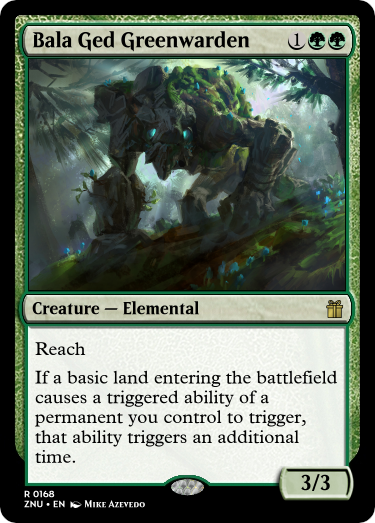 Bala Ged Greenwarden 1
Creature — Elemental
Reach
If a basic land entering the battlefield
causes a triggered ability of a
permanent you control to trigger,
that ability triggers an additional
time.
3/3
R 0168
ZNU • EN Mike Azevedo